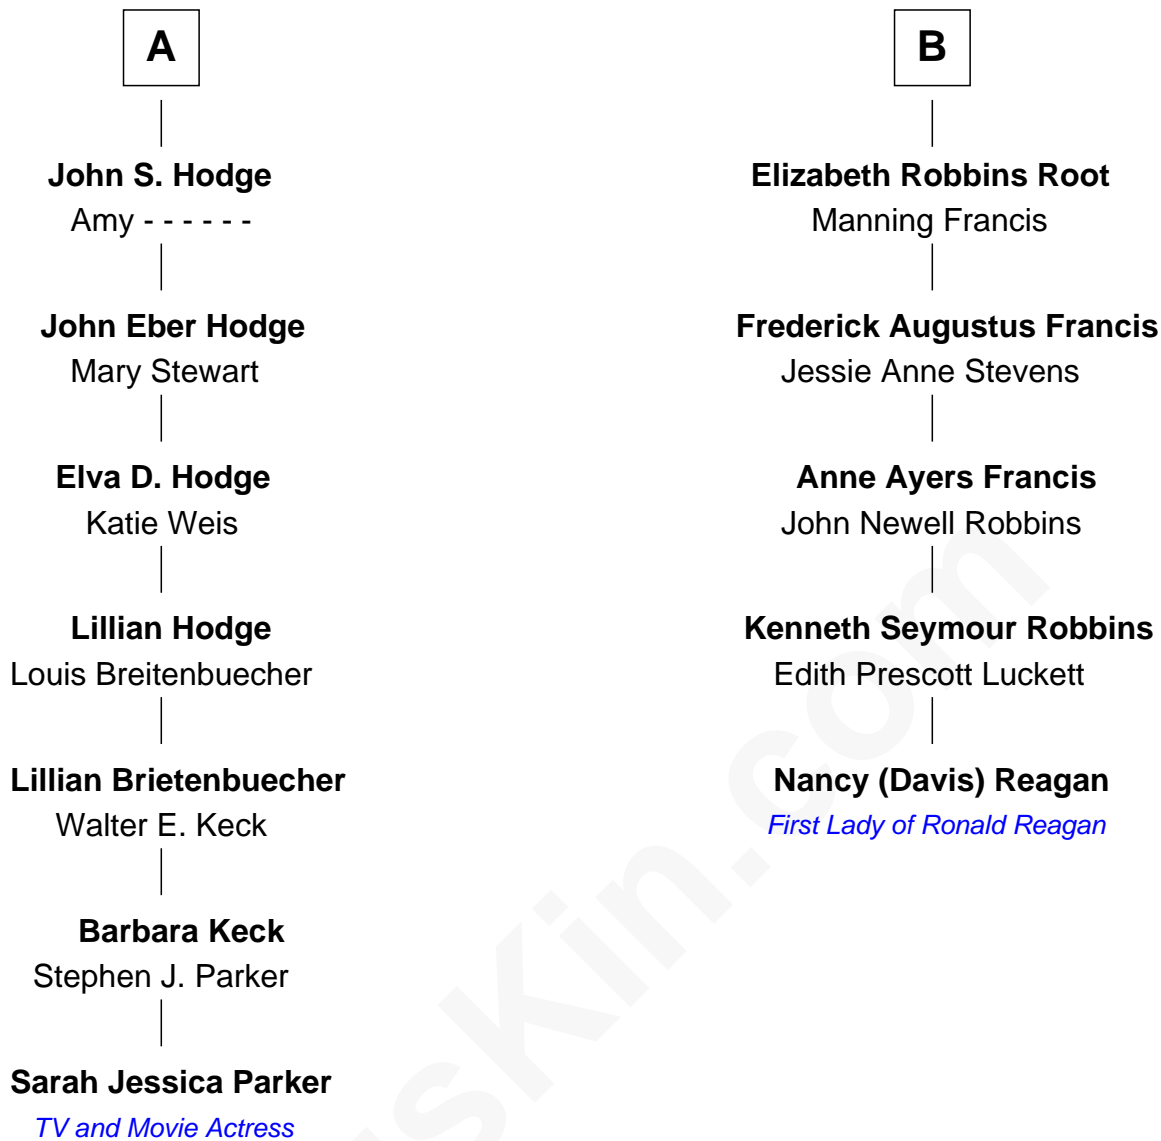 A
John S. Hodge
Amy - - - - - -
John Eber Hodge
Mary Stewart
Elva D. Hodge
Katie Weis
Lillian Hodge
Louis Breitenbuecher
Lillian Brietenbuecher
Walter E. Keck
Barbara Keck
Stephen J. Parker
Sarah Jessica Parker
TV and Movie Actress
B
Elizabeth Robbins Root
Manning Francis
Frederick Augustus Francis
Jessie Anne Stevens
Anne Ayers Francis
John Newell Robbins
Kenneth Seymour Robbins
Edith Prescott Luckett
Nancy (Davis) Reagan
First Lady of Ronald Reagan